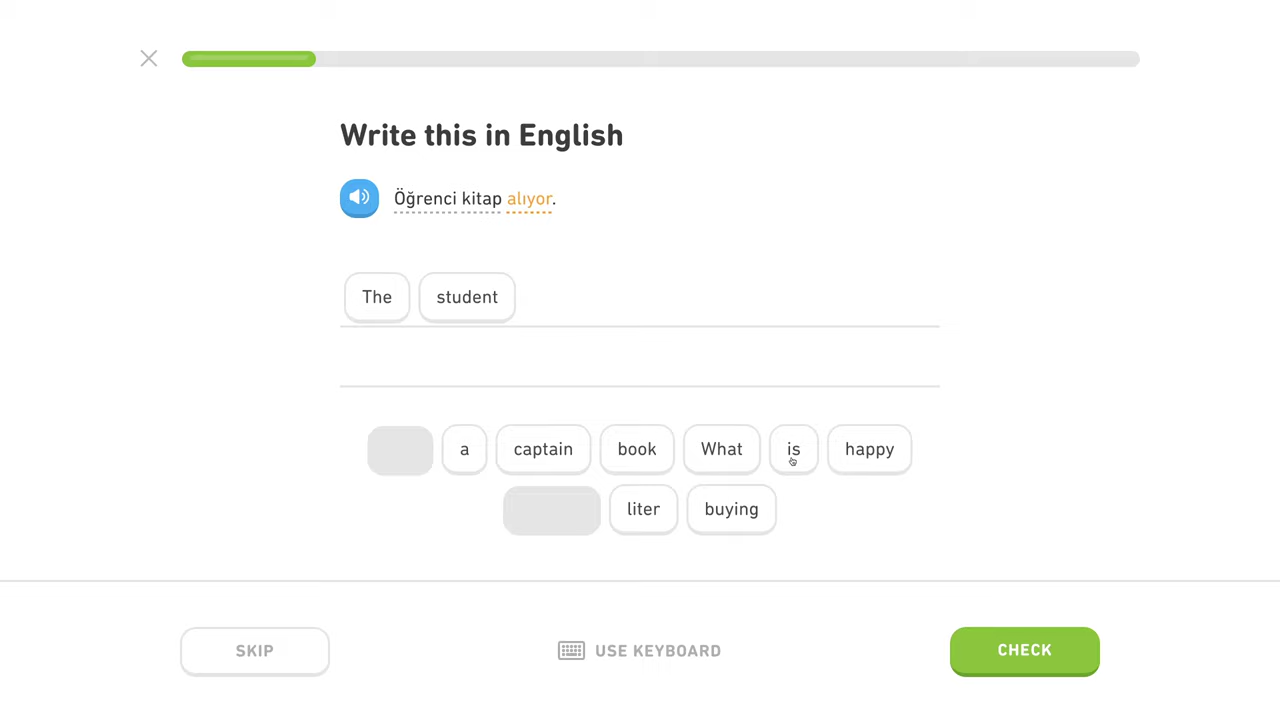 Write this in English
Öğrenci kitap alıyor.
The student
a captain book What is happy
liter buying
SKIP USE KEYBOARD CHECK